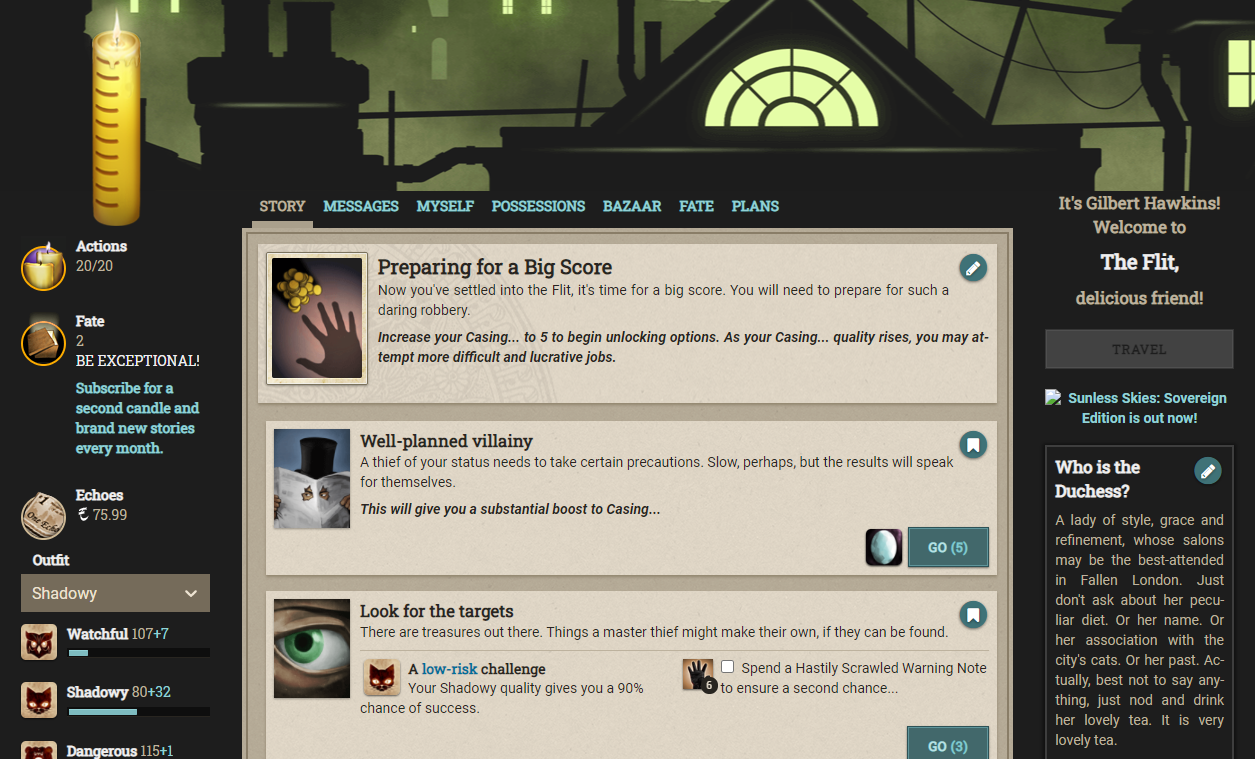 STORY MESSAGES MYSELF POSSESSIONS BAZAAR FATE PLANS
Actions
20/20
Fate
2
BE EXCEPTIONAL!
Subscribe for a
second candle and
brand new stories
every month.
Echoes
One Echo
75.99
Outfit
Shadowy
Watchful 107+7
Shadowy 80+32
Dangerous 115+1
Preparing for a Big Score
Now you've settled into the Flit, it's time for a big score. You will need to prepare for such a
daring robbery.
Increase your Casing... to 5 to begin unlocking options. As your Casing... quality rises, you may at-
tempt more difficult and lucrative jobs.
Well-planned villainy
A thief of your status needs to take certain precautions. Slow, perhaps, but the results will speak
for themselves.
This will give you a substantial boost to Casing...
GO (5)
Look for the targets
There are treasures out there. Things a master thief might make their own, if they can be found.
A low-risk challenge
Your Shadowy quality gives you a 90%
chance of success.
6
Spend a Hastily Scrawled Warning Note
to ensure a second chance...
GO (3)
It's Gilbert Hawkins!
Welcome to
The Flit,
delicious friend!
TRAVEL
Sunless Skies: Sovereign
Edition is out now!
Who is the
Duchess?
A lady of style, grace and
refinement, whose salons
may be the best-attended
in Fallen London. Just
don't ask about her pecu-
liar diet. Or her name. Or
her association with the
city's cats. Or her past. Ac-
tually, best not to say any-
thing, just nod and drink
her lovely tea. It is very
lovely tea.